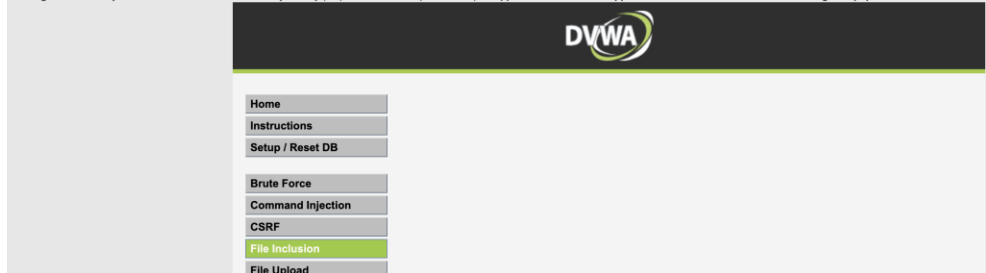 DVWA
Home
Instructions
Setup / Reset DB
Brute Force
Command Injection
CSRF
File Inclusion
File Upload